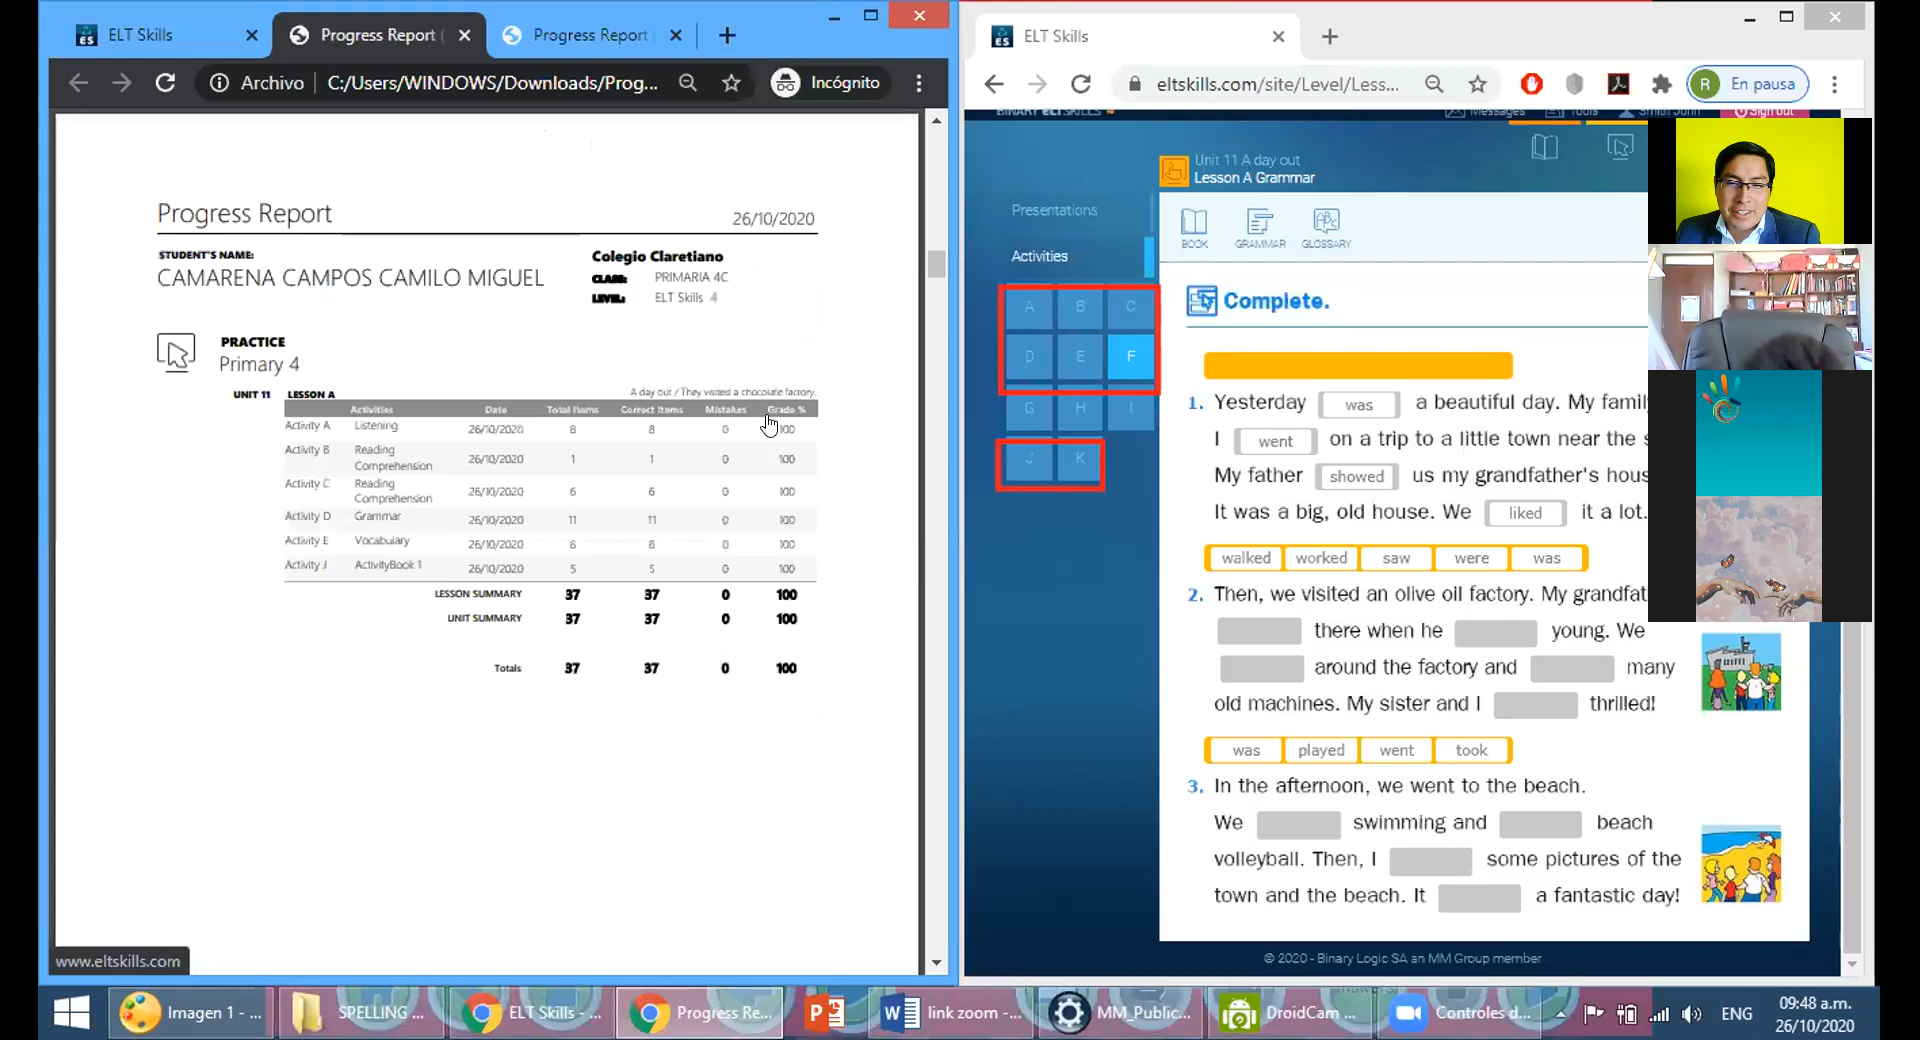 ELT Skills
Progress Report (
Progress Report
Archivo
C:/Users/WINDOWS/Downloads/Prog...
Incógnito
Progress Report
26/10/2020
STUDENT'S NAME:
CAMARENA CAMPOS CAMILO MIGUEL
Colegio Claretiano
CLASS: PRIMARIA 4C
LEVEL: ELT Skills 4
PRACTICE
Primary 4
UNIT 11 LESSON A A day out / They visited a chocolate factory.
Activities Date Total Items Correct Items Mistakes Grade %
Activity A Listening 26/10/2020 8 8 0 100
Activity B Reading Comprehension 26/10/2020 1 1 0 100
Activity C Reading Comprehension 26/10/2020 6 6 0 100
Activity D Grammar 26/10/2020 11 11 0 100
Activity E Vocabulary 26/10/2020 6 6 0 100
Activity J ActivityBook 1 26/10/2020 5 5 0 100
LESSON SUMMARY 37 37 0 100
UNIT SUMMARY 37 37 0 100
Totals 37 37 0 100
www.eltskills.com
ES ELT Skills
eltskills.com/site/Level/Less...
R En pausa
BINARY ELT SKILLS
Messages Tools Smith John Sign out
Unit 11 A day out
Lesson A Grammar
Presentations
Activities
A B C
D E F
G H I
J K
BOOK GRAMMAR GLOSSARY
Complete.
1. Yesterday was a beautiful day. My famil
I went on a trip to a little town near the s
My father showed us my grandfather's hous
It was a big, old house. We liked it a lot.
walked worked saw were was
2. Then, we visited an olive oil factory. My grandfat
there when he young. We
around the factory and many
old machines. My sister and I thrilled!
was played went took
3. In the afternoon, we went to the beach.
We swimming and beach
volleyball. Then, I some pictures of the
town and the beach. It a fantastic day!
© 2020 - Binary Logic SA an MM Group member
Imagen 1 - ...
SPELLING ...
ELT Skills - ...
Progress Re...
link zoom - ...
MM_Public...
DroidCam ...
Controles d...
ENG
09:48 a.m.
26/10/2020